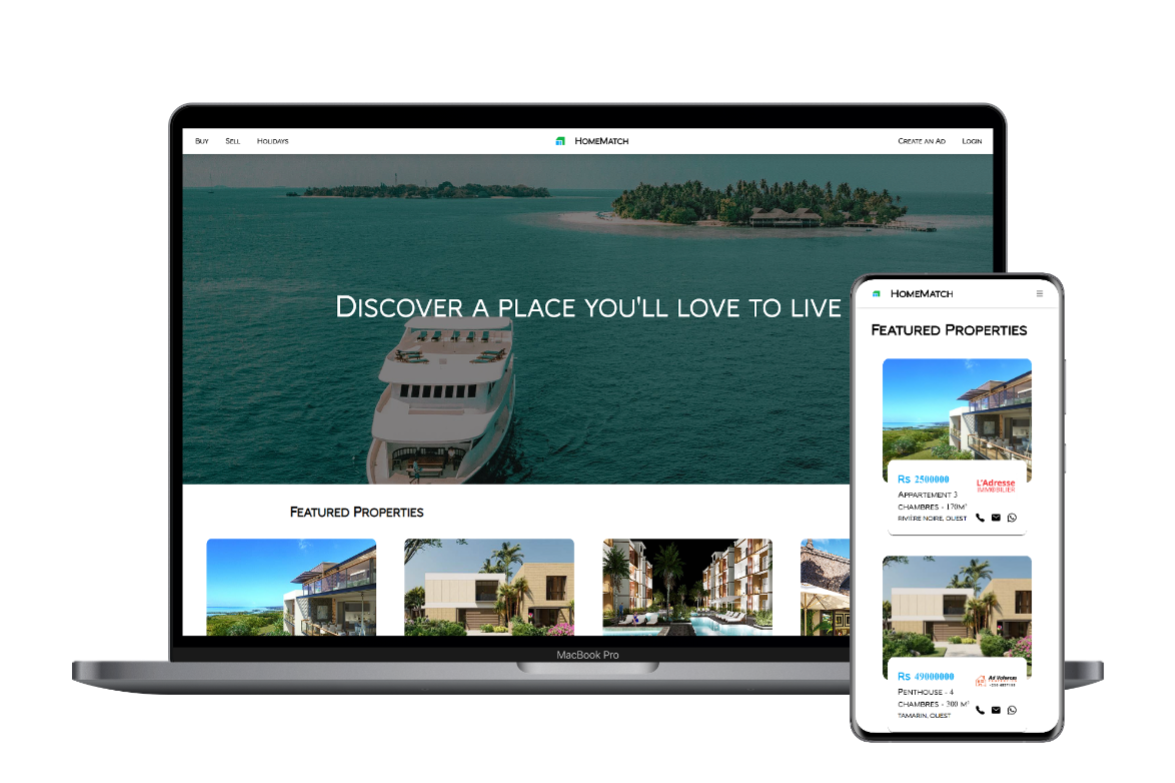 Buy Sell Holidays HomeMatch Create an Ad Login
Discover a place you'll love to live
Featured Properties
MacBook Pro
HomeMatch
Featured Properties
Rs 2500000
L'Adresse
IMMOBILIER
Appartement 3
chambres - 170m²
Rivière Noire, Ouest
Rs 49000000
Penthouse - 4
chambres - 300 m²
Tamarin, Ouest